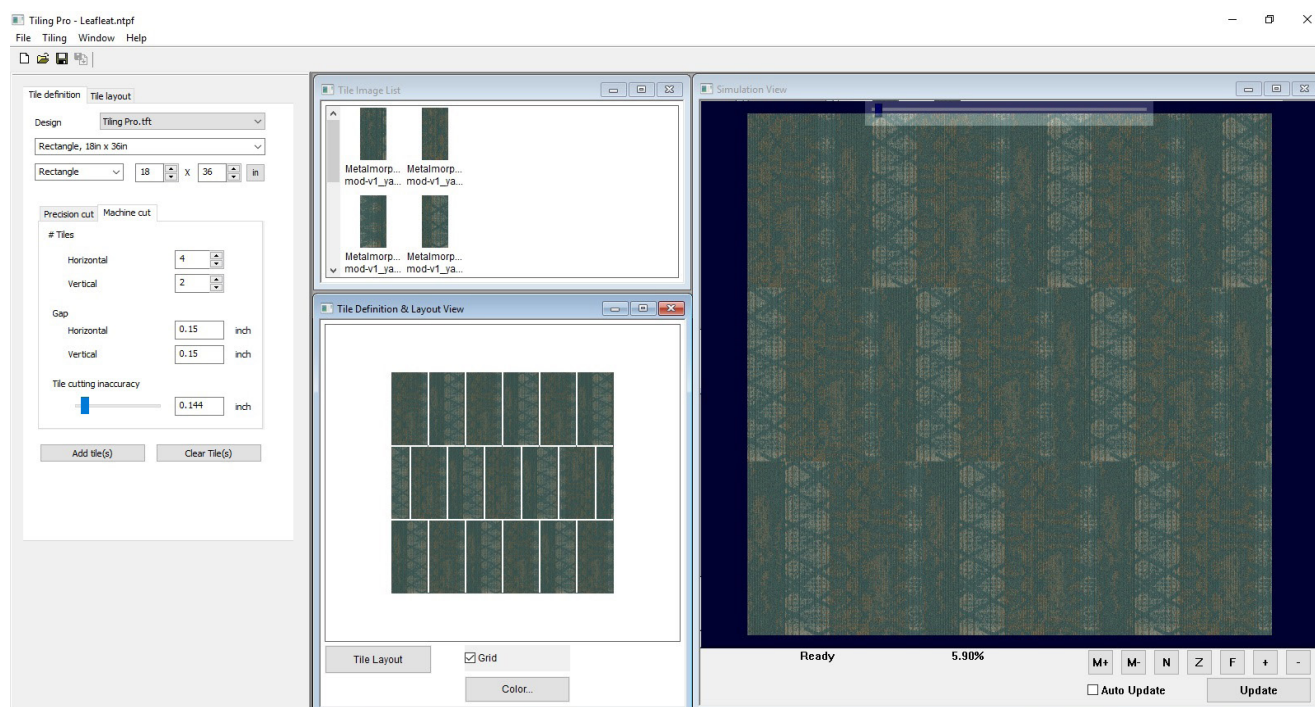 Tiling Pro - Leafleat.ntpf
File Tiling Window Help
Tile definition Tile layout
Design Tiling Pro.tft
Rectangle, 18in x 36in
Rectangle 18 X 36 in
Precision cut Machine cut
# Tiles
Horizontal 4
Vertical 2
Gap
Horizontal 0.15 inch
Vertical 0.15 inch
Tile cutting inaccuracy
0.144 inch
Add tile(s) Clear Tile(s)
Tile Image List
Metalmorp... Metalmorp...
mod-v1_ya... mod-v1_ya...
Metalmorp... Metalmorp...
mod-v1_ya... mod-v1_ya...
Tile Definition & Layout View
Tile Layout Grid
Color...
Simulation View
Ready 5.90%
M+ M- N Z F + -
Auto Update Update